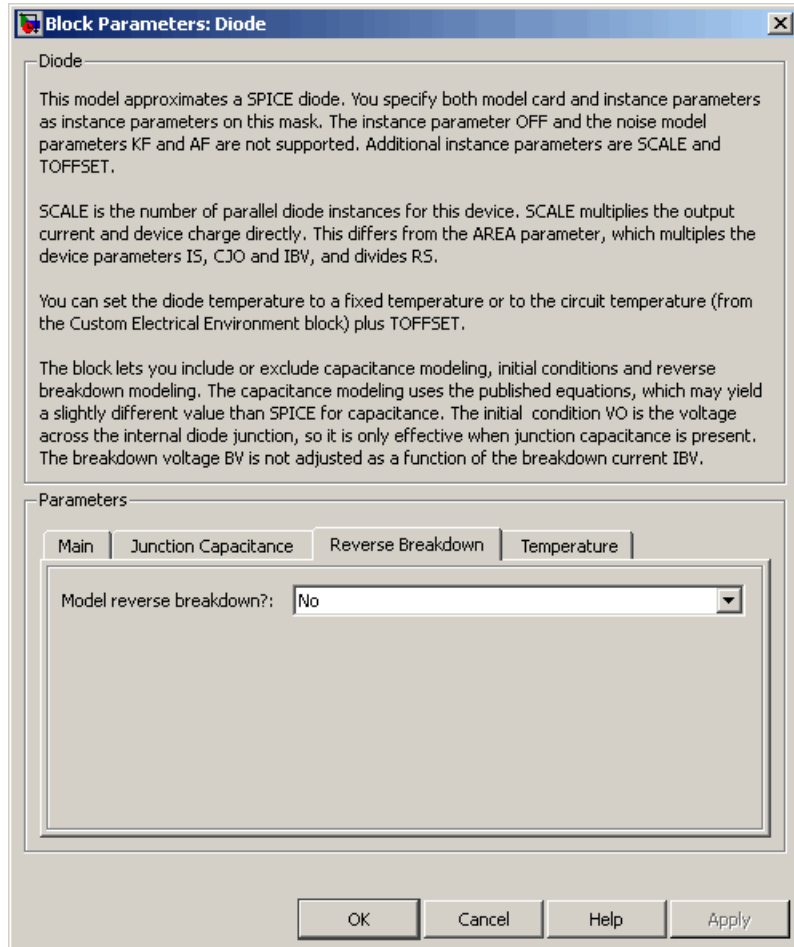 Block Parameters: Diode
Diode
This model approximates a SPICE diode. You specify both model card and instance parameters
as instance parameters on this mask. The instance parameter OFF and the noise model
parameters KF and AF are not supported. Additional instance parameters are SCALE and
TOFFSET.
SCALE is the number of parallel diode instances for this device. SCALE multiplies the output
current and device charge directly. This differs from the AREA parameter, which multiples the
device parameters IS, CJO and IBV, and divides RS.
You can set the diode temperature to a fixed temperature or to the circuit temperature (from
the Custom Electrical Environment block) plus TOFFSET.
The block lets you include or exclude capacitance modeling, initial conditions and reverse
breakdown modeling. The capacitance modeling uses the published equations, which may yield
a slightly different value than SPICE for capacitance. The initial  condition VO is the voltage
across the internal diode junction, so it is only effective when junction capacitance is present.
The breakdown voltage BV is not adjusted as a function of the breakdown current IBV.
Parameters
Main Junction Capacitance Reverse Breakdown Temperature
Model reverse breakdown?: No
OK Cancel Help Apply